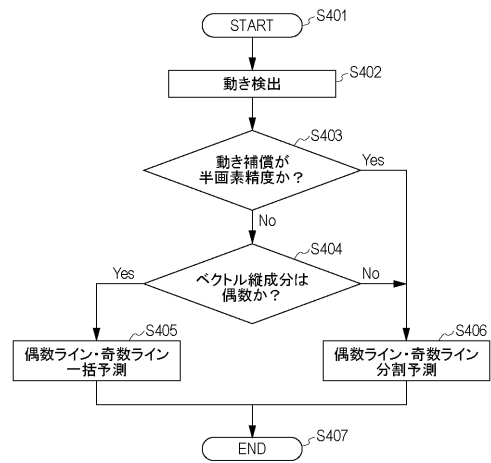 START
S401
動き検出
S402
動き補償が
半画素精度か？
S403
Yes
No
ベクトル縦成分は
偶数か？
S404
Yes
No
偶数ライン・奇数ライン
一括予測
S405
偶数ライン・奇数ライン
分割予測
S406
END
S407